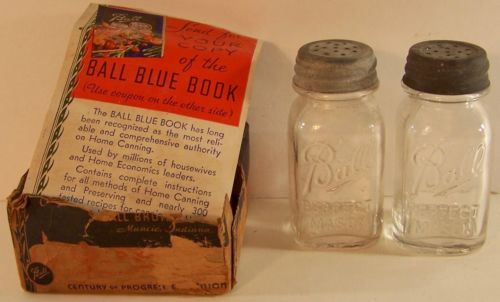 Ball
Send for
YOUR
COPY
of the
BALL BLUE BOOK
(Use coupon on the other side)
The BALL BLUE BOOK has long
been recognized as the most reli-
able and comprehensive authority
on Home Canning.
Used by millions of housewives
and Home Economics leaders.
Contains complete instructions
for all methods of Home Canning
and Preserving and nearly 300
tested recipes for
BALL
Muncie, Indiana
Ball
CENTURY OF PROGRESS
Ball
PERFECT
MASON
Ball
PERFECT
MASON